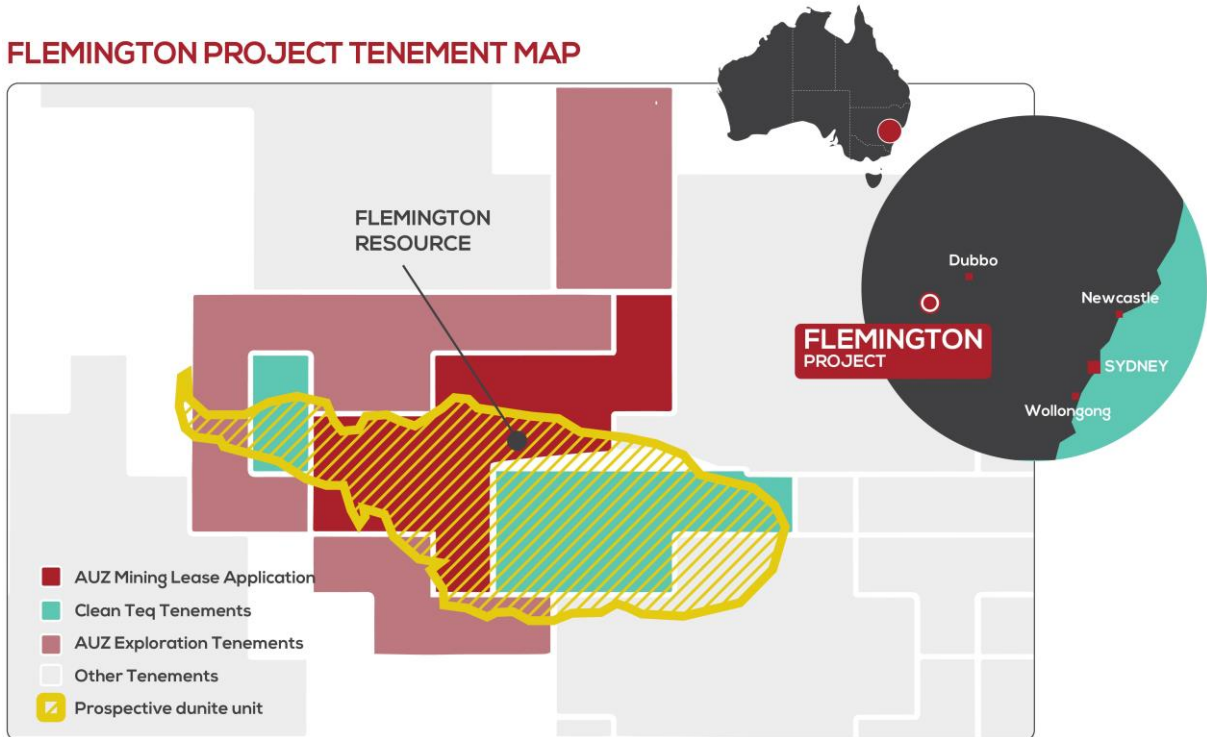 FLEMINGTON PROJECT TENEMENT MAP
FLEMINGTON
RESOURCE
Dubbo
Newcastle
FLEMINGTON
PROJECT
SYDNEY
Wollongong
AUZ Mining Lease Application
Clean Teq Tenements
AUZ Exploration Tenements
Other Tenements
Prospective dunite unit